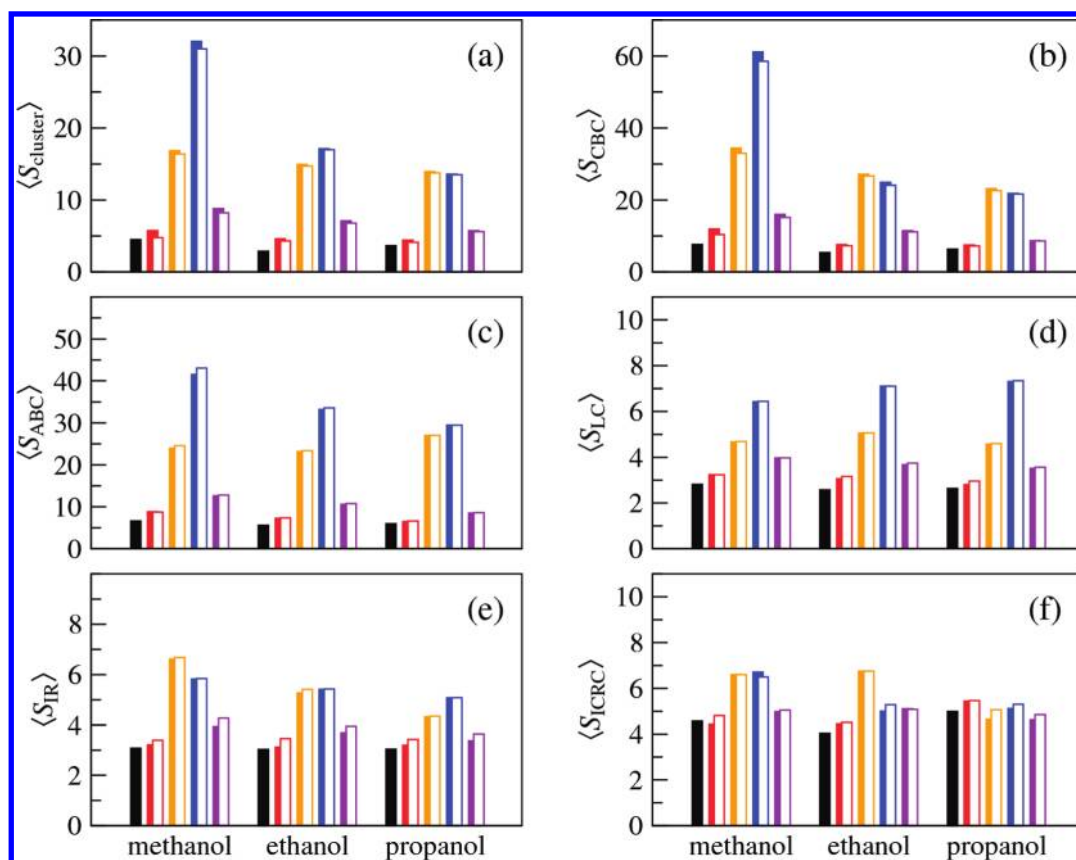 (a)
⟨S_cluster⟩
30
20
10
0
(b)
⟨S_CBC⟩
60
40
20
0
(c)
⟨S_ABC⟩
50
40
30
20
10
0
(d)
⟨S_LC⟩
10
8
6
4
2
0
(e)
⟨S_IR⟩
8
6
4
2
0
methanol ethanol propanol
(f)
⟨S_ICRC⟩
10
8
6
4
2
0
methanol ethanol propanol